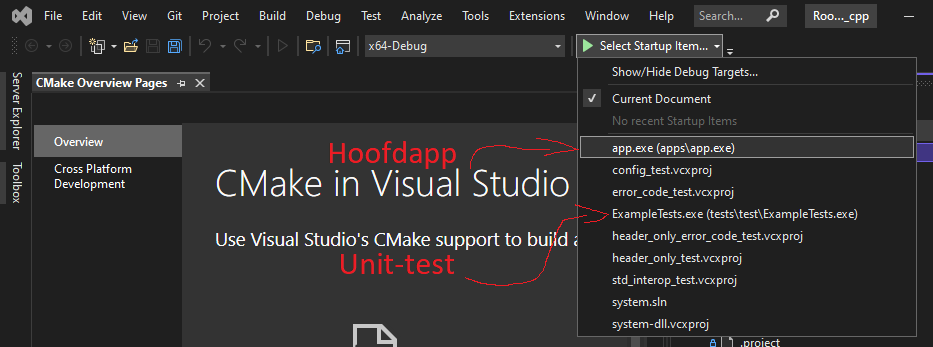 File Edit View Git Project Build Debug Test Analyze Tools Extensions Window Help Search... Roo..._cpp
x64-Debug Select Startup Item...
Server Explorer
Toolbox
CMake Overview Pages
Overview
Cross Platform
Development
CMake in Visual Studio
Use Visual Studio's CMake support to build a
Hoofdapp
Unit-test
Show/Hide Debug Targets...
Current Document
No recent Startup Items
app.exe (apps\app.exe)
config_test.vcxproj
error_code_test.vcxproj
ExampleTests.exe (tests\test\ExampleTests.exe)
header_only_error_code_test.vcxproj
header_only_test.vcxproj
std_interop_test.vcxproj
system.sln
system-dll.vcxproj
.project